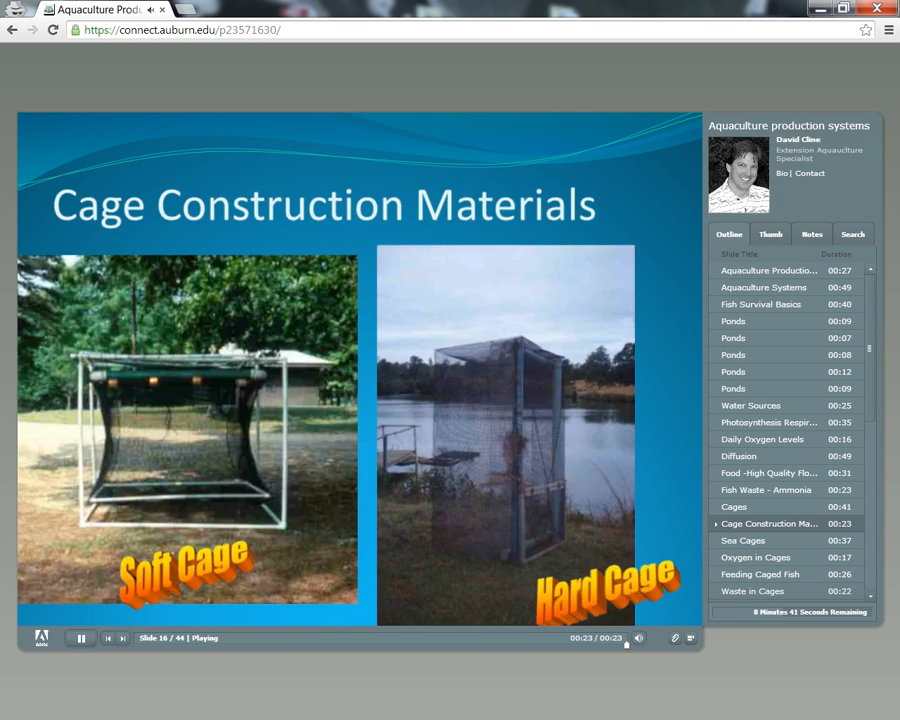 Aquaculture Produ
https://connect.auburn.edu/p23571630/
Cage Construction Materials
Soft Cage
Hard Cage
Adobe
Slide 16 / 44 | Playing
00:23 / 00:23
Aquaculture production systems
David Cline
Extension Aquauclture
Specialist
Bio | Contact
Outline Thumb Notes Search
Slide Title Duration
Aquaculture Productio... 00:27
Aquaculture Systems 00:49
Fish Survival Basics 00:40
Ponds 00:09
Ponds 00:07
Ponds 00:08
Ponds 00:12
Ponds 00:09
Water Sources 00:25
Photosynthesis Respir... 00:35
Daily Oxygen Levels 00:16
Diffusion 00:49
Food -High Quality Flo... 00:31
Fish Waste - Ammonia 00:23
Cages 00:41
Cage Construction Ma... 00:23
Sea Cages 00:37
Oxygen in Cages 00:17
Feeding Caged Fish 00:26
Waste in Cages 00:22
8 Minutes 41 Seconds Remaining